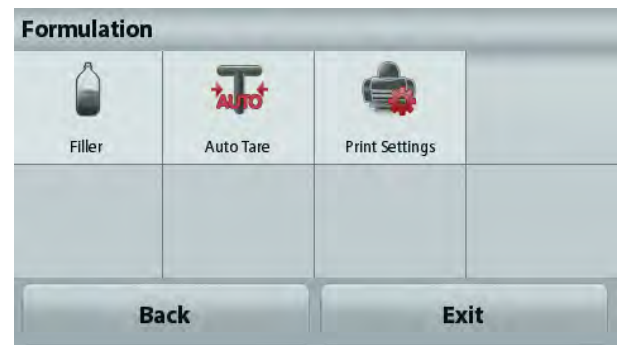 Formulation
AUTO
Filler
Auto Tare
Print Settings
Back
Exit